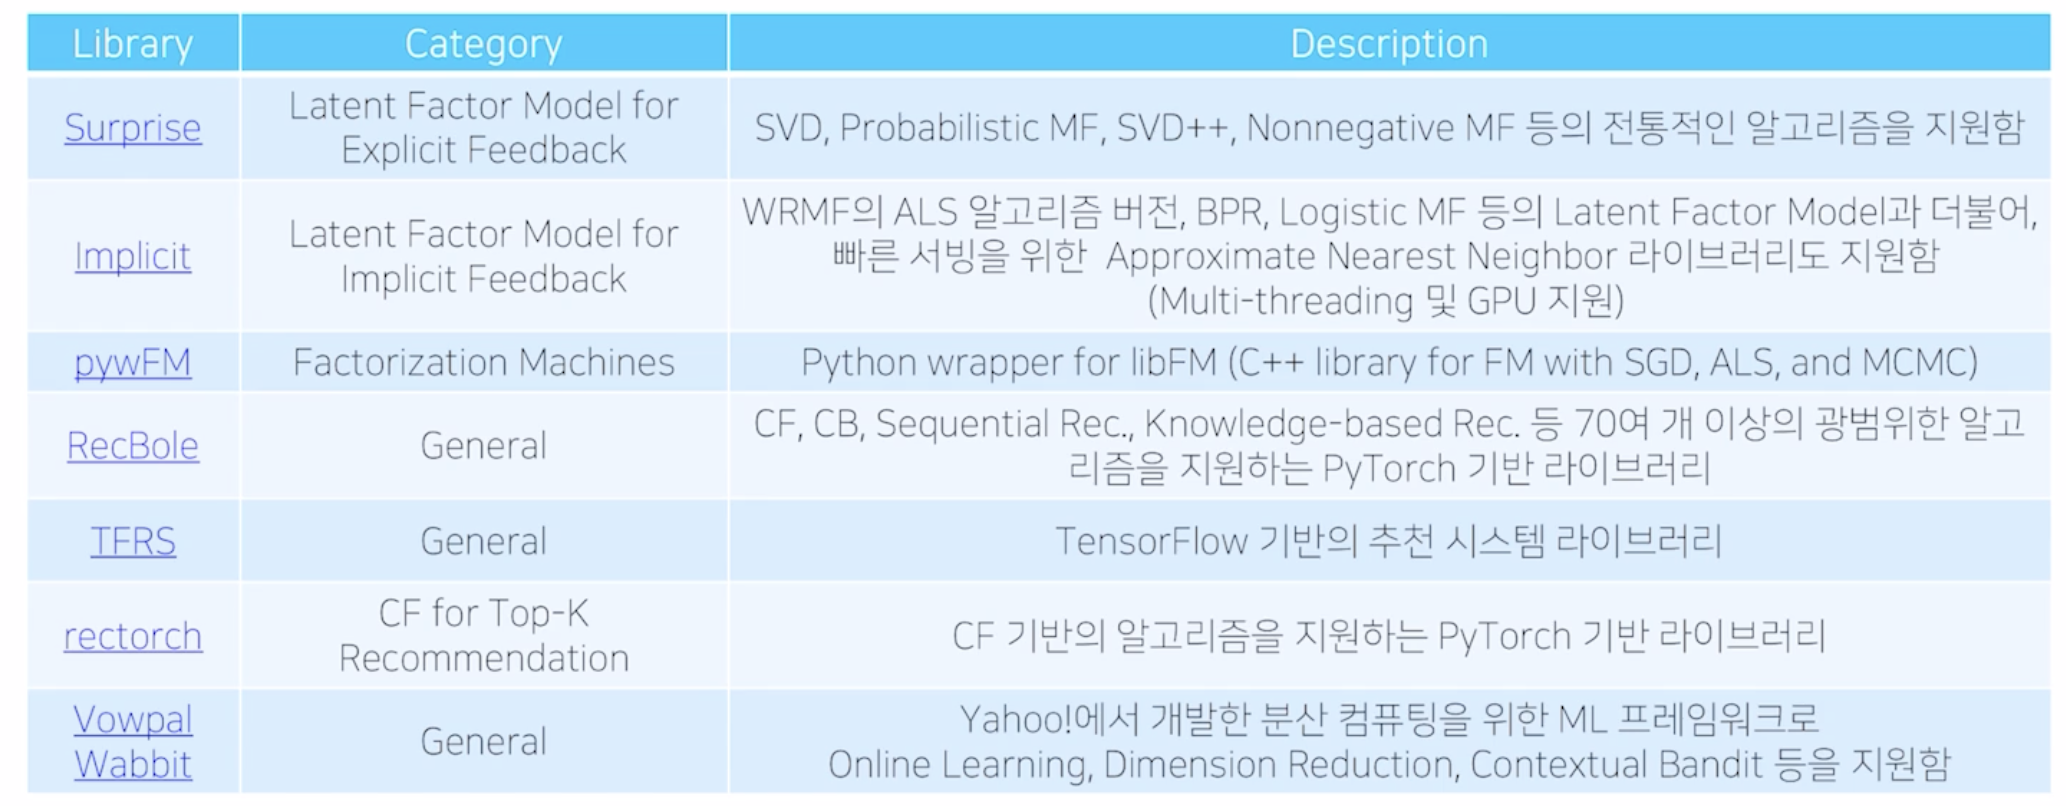 Library Category Description
Surprise
Latent Factor Model for
Explicit Feedback
SVD, Probabilistic MF, SVD++, Nonnegative MF 등의 전통적인 알고리즘을 지원함
Implicit
Latent Factor Model for
Implicit Feedback
WRMF의 ALS 알고리즘 버전, BPR, Logistic MF 등의 Latent Factor Model과 더불어,
빠른 서빙을 위한 Approximate Nearest Neighbor 라이브러리도 지원함
(Multi-threading 및 GPU 지원)
pywFM
Factorization Machines
Python wrapper for libFM (C++ library for FM with SGD, ALS, and MCMC)
RecBole
General
CF, CB, Sequential Rec., Knowledge-based Rec. 등 70여 개 이상의 광범위한 알고
리즘을 지원하는 PyTorch 기반 라이브러리
TFRS
General
TensorFlow 기반의 추천 시스템 라이브러리
rectorch
CF for Top-K
Recommendation
CF 기반의 알고리즘을 지원하는 PyTorch 기반 라이브러리
Vowpal
Wabbit
General
Yahoo!에서 개발한 분산 컴퓨팅을 위한 ML 프레임워크로
Online Learning, Dimension Reduction, Contextual Bandit 등을 지원함